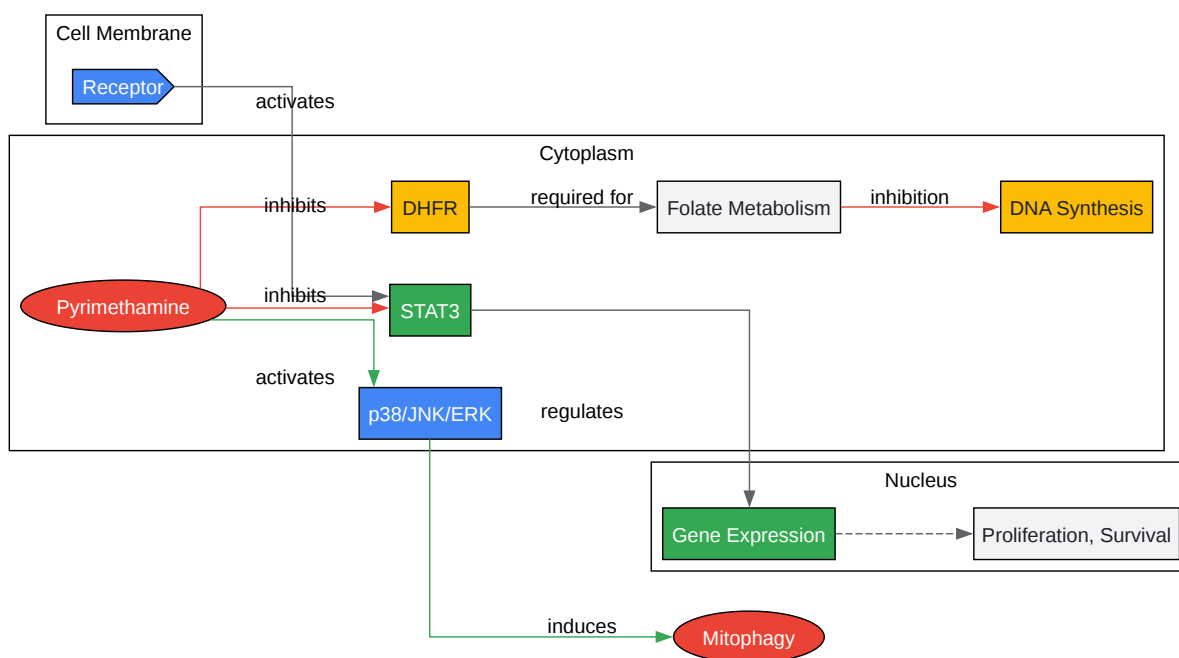 Cell Membrane
Receptor
activates
Cytoplasm
inhibits
DHFR
required for
Folate Metabolism
inhibition
DNA Synthesis
Pyrimethamine
inhibits
STAT3
activates
p38/JNK/ERK
regulates
Nucleus
Gene Expression
Proliferation, Survival
induces
Mitophagy